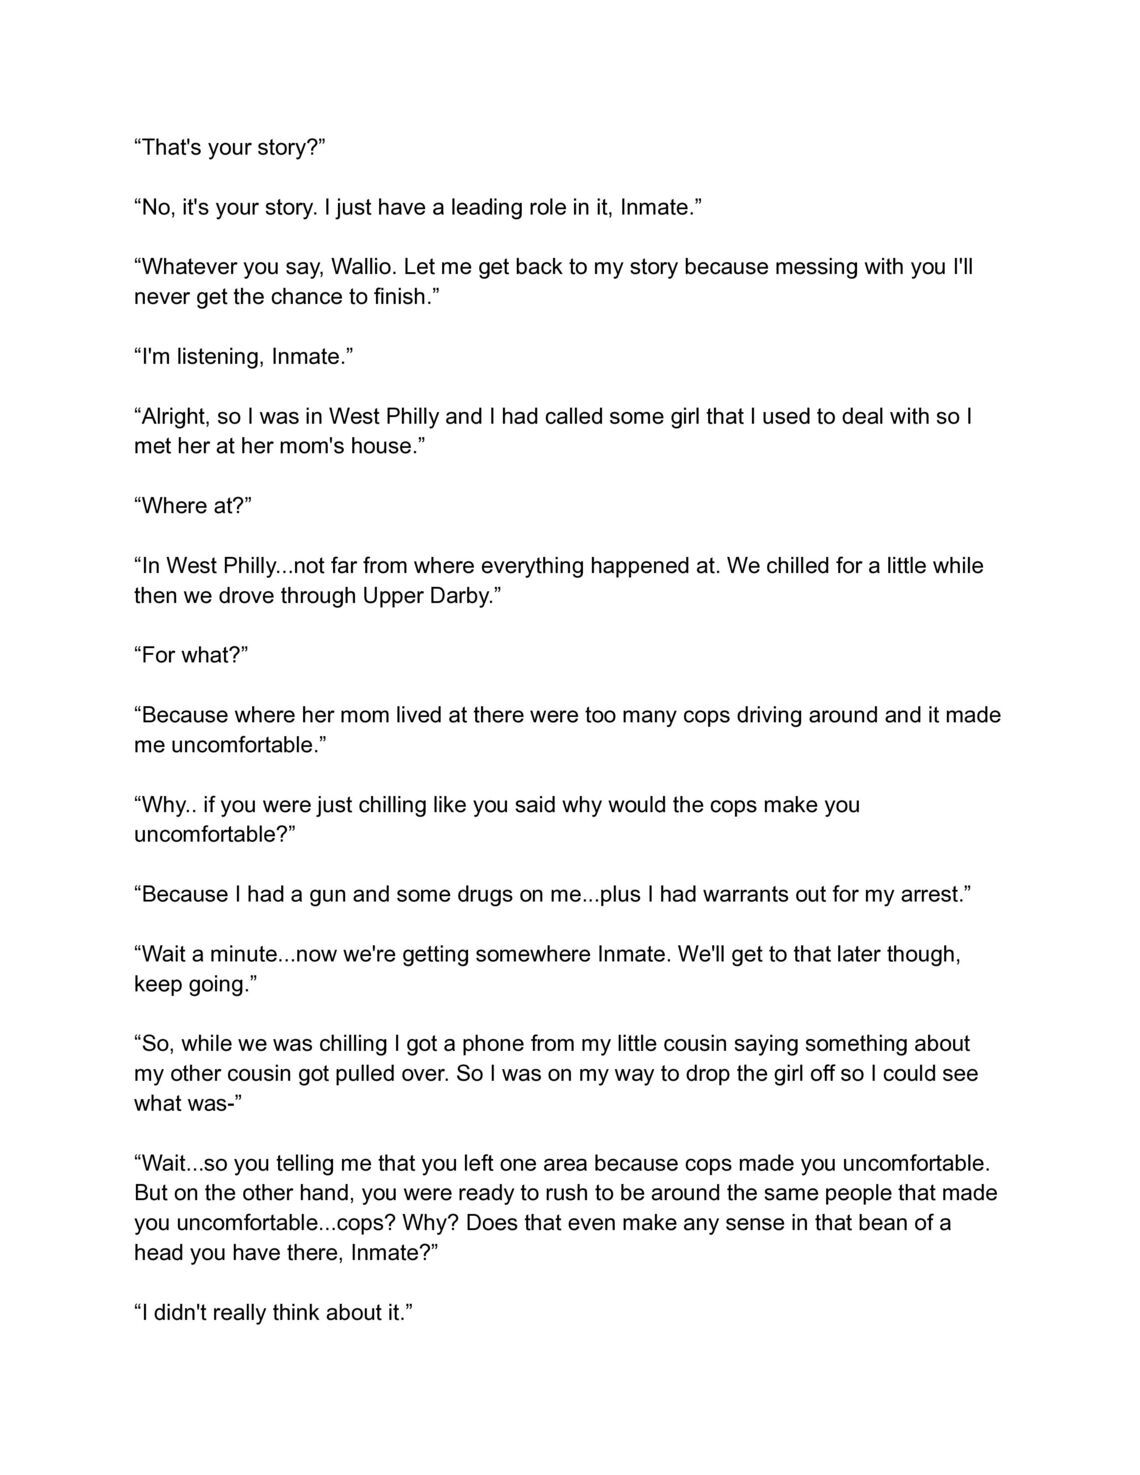 “That's your story?”
“No, it's your story. I just have a leading role in it, Inmate.”
“Whatever you say, Wallio. Let me get back to my story because messing with you I'll
never get the chance to finish.”
“I'm listening, Inmate.”
“Alright, so I was in West Philly and I had called some girl that I used to deal with so I
met her at her mom's house.”
“Where at?”
“In West Philly...not far from where everything happened at. We chilled for a little while
then we drove through Upper Darby.”
“For what?”
“Because where her mom lived at there were too many cops driving around and it made
me uncomfortable.”
“Why.. if you were just chilling like you said why would the cops make you
uncomfortable?”
“Because I had a gun and some drugs on me...plus I had warrants out for my arrest.”
“Wait a minute...now we're getting somewhere Inmate. We'll get to that later though,
keep going.”
“So, while we was chilling I got a phone from my little cousin saying something about
my other cousin got pulled over. So I was on my way to drop the girl off so I could see
what was-”
“Wait...so you telling me that you left one area because cops made you uncomfortable.
But on the other hand, you were ready to rush to be around the same people that made
you uncomfortable...cops? Why? Does that even make any sense in that bean of a
head you have there, Inmate?”
“I didn't really think about it.”